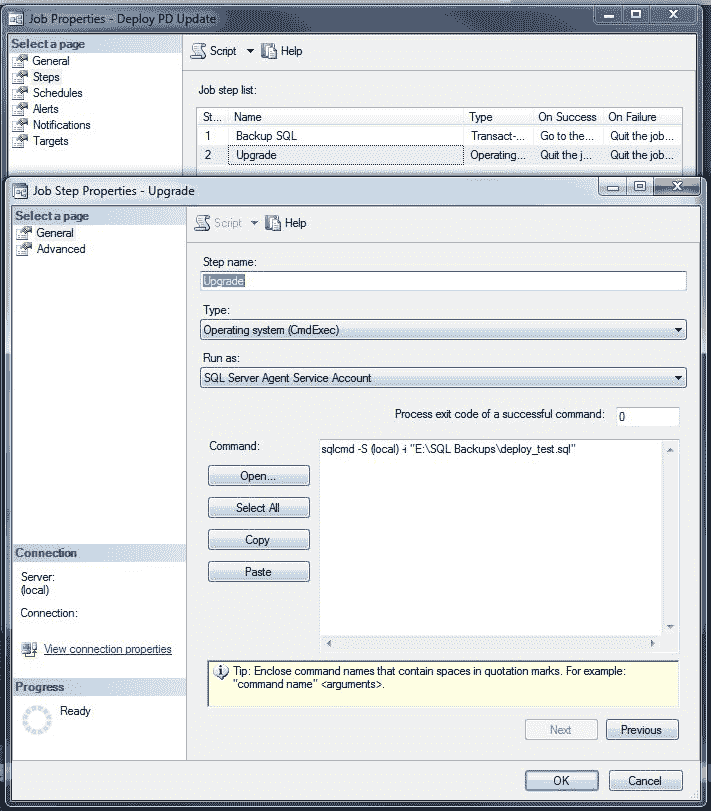 Job Properties - Deploy PD Update
Select a page
General
Steps
Schedules
Alerts
Notifications
Targets
Script
Help
Job step list:
St... Name Type On Success On Failure
1 Backup SQL Transact-... Go to the... Quit the job...
2 Upgrade Operating... Quit the j... Quit the job...
Job Step Properties - Upgrade
Select a page
General
Advanced
Script
Help
Step name:
Upgrade
Type:
Operating system (CmdExec)
Run as:
SQL Server Agent Service Account
Process exit code of a successful command: 0
Command:
sqlcmd -S (local) -i "E:\SQL Backups\deploy_test.sql"
Open...
Select All
Copy
Paste
Connection
Server:
(local)
Connection:
View connection properties
Progress
Ready
Tip: Enclose command names that contain spaces in quotation marks. For example:
"command name" <arguments>.
Next
Previous
OK
Cancel